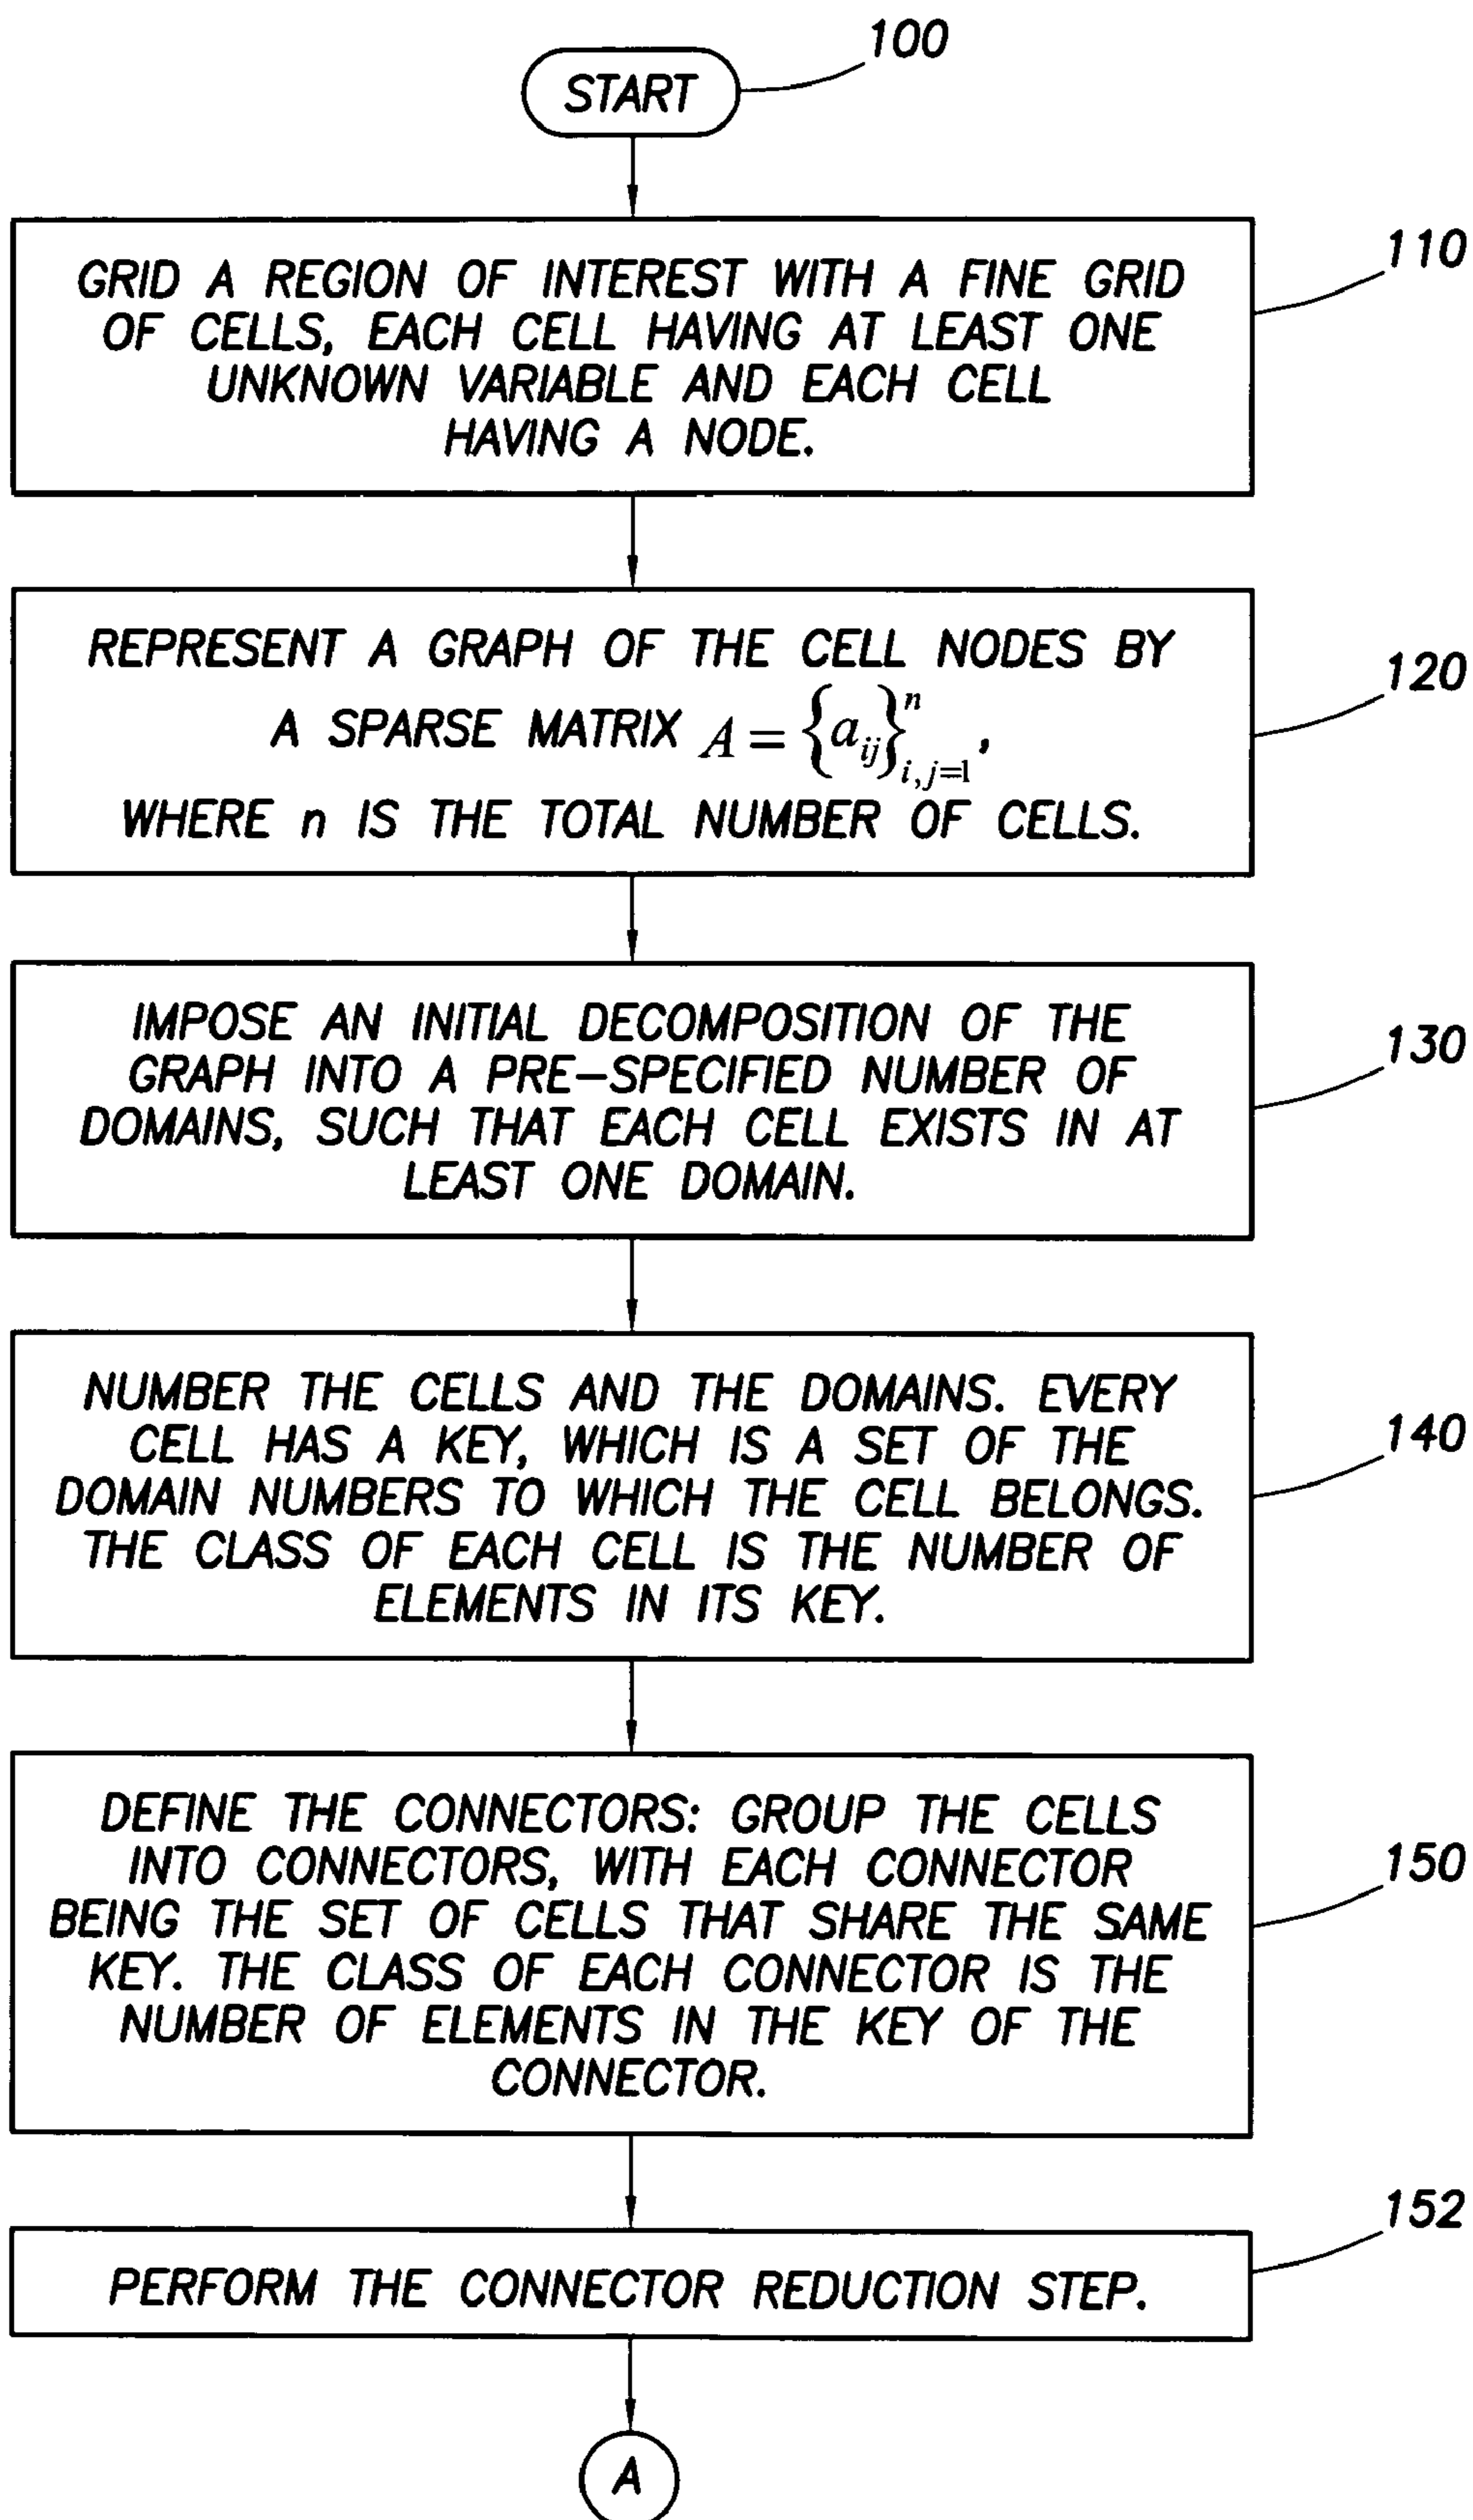 100
START
110
GRID A REGION OF INTEREST WITH A FINE GRID
OF CELLS, EACH CELL HAVING AT LEAST ONE
UNKNOWN VARIABLE AND EACH CELL
HAVING A NODE.
120
REPRESENT A GRAPH OF THE CELL NODES BY
A SPARSE MATRIX $A = \left\{ a_{ij} \right\}_{i,j=1}^{n}$,
WHERE n IS THE TOTAL NUMBER OF CELLS.
130
IMPOSE AN INITIAL DECOMPOSITION OF THE
GRAPH INTO A PRE–SPECIFIED NUMBER OF
DOMAINS, SUCH THAT EACH CELL EXISTS IN AT
LEAST ONE DOMAIN.
140
NUMBER THE CELLS AND THE DOMAINS. EVERY
CELL HAS A KEY, WHICH IS A SET OF THE
DOMAIN NUMBERS TO WHICH THE CELL BELONGS.
THE CLASS OF EACH CELL IS THE NUMBER OF
ELEMENTS IN ITS KEY.
150
DEFINE THE CONNECTORS: GROUP THE CELLS
INTO CONNECTORS, WITH EACH CONNECTOR
BEING THE SET OF CELLS THAT SHARE THE SAME
KEY. THE CLASS OF EACH CONNECTOR IS THE
NUMBER OF ELEMENTS IN THE KEY OF THE
CONNECTOR.
152
PERFORM THE CONNECTOR REDUCTION STEP.
A